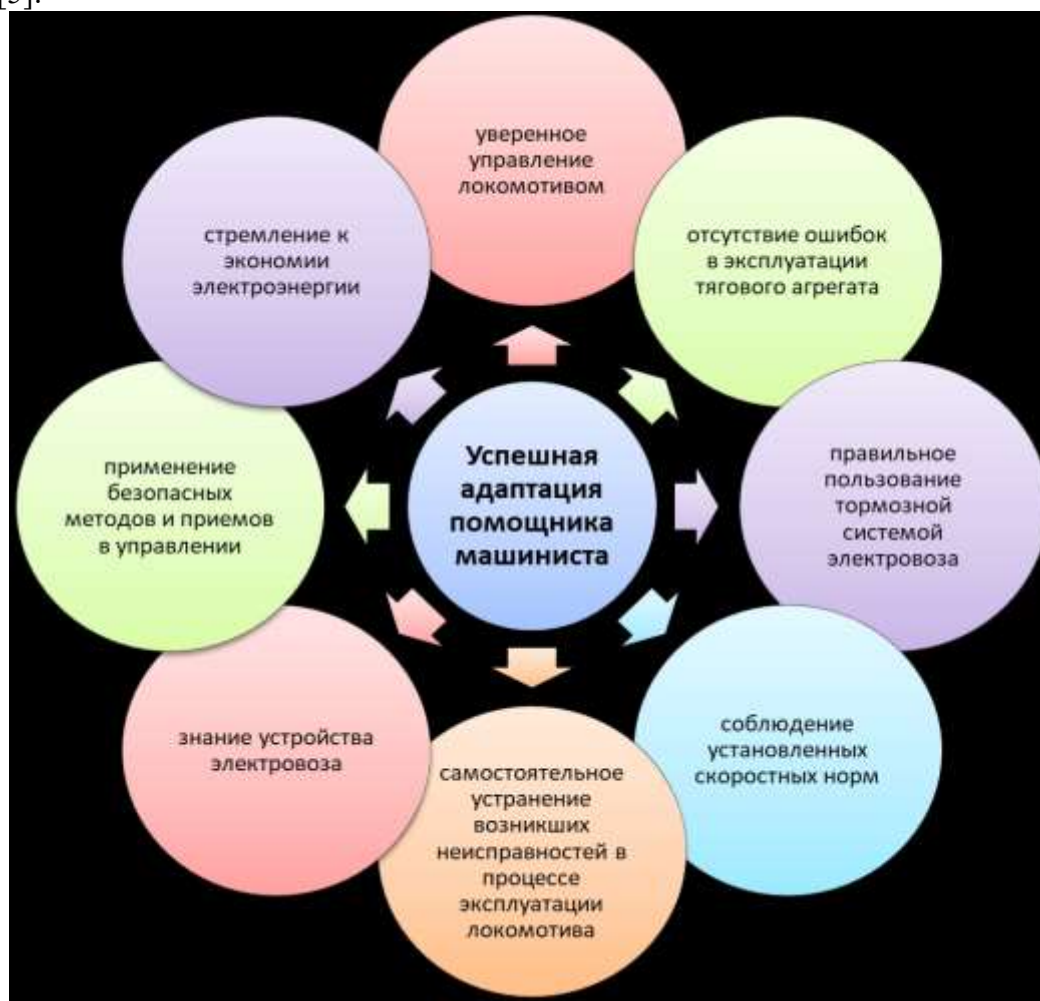 [5].
уверенное
управление
локомотивом
отсутствие ошибок
в эксплуатации
тягового агрегата
правильное
пользование
тормозной
системой
электровоза
соблюдение
установленных
скоростных норм
самостоятельное
устранение
возникших
неисправностей в
процессе
эксплуатации
локомотива
знание устройства
электровоза
применение
безопасных
методов и приемов
в управлении
стремление к
экономии
электроэнергии
Успешная
адаптация
помощника
машиниста